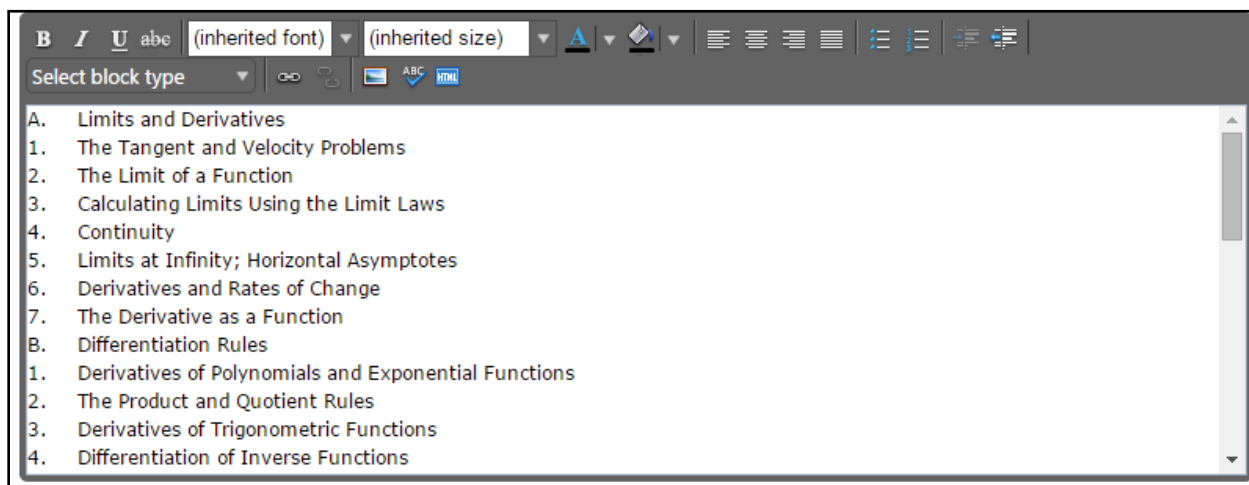 B I U abc (inherited font) (inherited size) A
Select block type ABC HTML
A. Limits and Derivatives
1. The Tangent and Velocity Problems
2. The Limit of a Function
3. Calculating Limits Using the Limit Laws
4. Continuity
5. Limits at Infinity; Horizontal Asymptotes
6. Derivatives and Rates of Change
7. The Derivative as a Function
B. Differentiation Rules
1. Derivatives of Polynomials and Exponential Functions
2. The Product and Quotient Rules
3. Derivatives of Trigonometric Functions
4. Differentiation of Inverse Functions